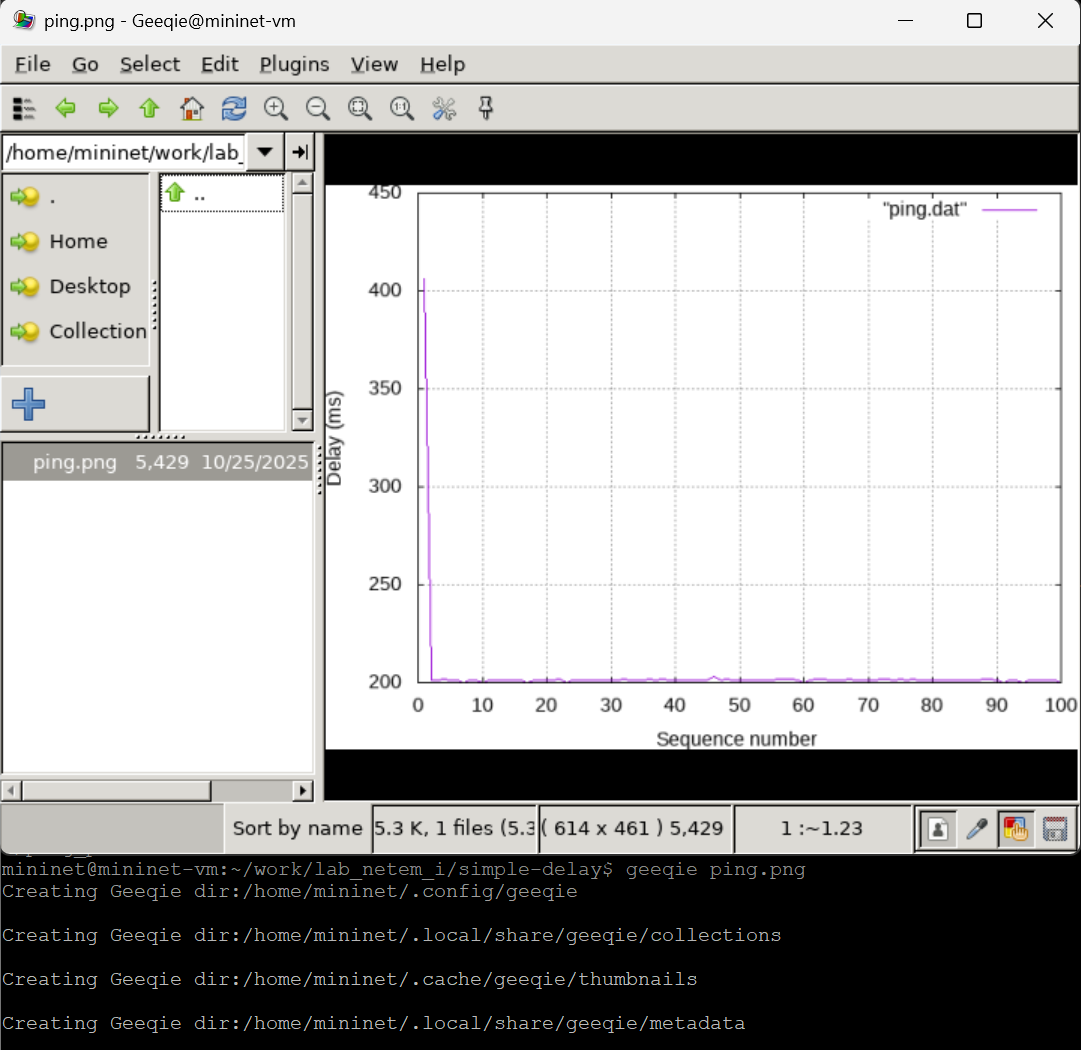 ping.png - Geeqie@mininet-vm
File Go Select Edit Plugins View Help
/home/mininet/work/lab_
.
Home
Desktop
Collection
..
ping.png 5,429 10/25/2025
"ping.dat"
450
400
350
300
250
200
Delay (ms)
0 10 20 30 40 50 60 70 80 90 100
Sequence number
Sort by name 5.3 K, 1 files (5.3 ( 614 x 461 ) 5,429 1 :~1.23
mininet@mininet-vm:~/work/lab_netem_i/simple-delay$ geeqie ping.png
Creating Geeqie dir:/home/mininet/.config/geeqie
Creating Geeqie dir:/home/mininet/.local/share/geeqie/collections
Creating Geeqie dir:/home/mininet/.cache/geeqie/thumbnails
Creating Geeqie dir:/home/mininet/.local/share/geeqie/metadata